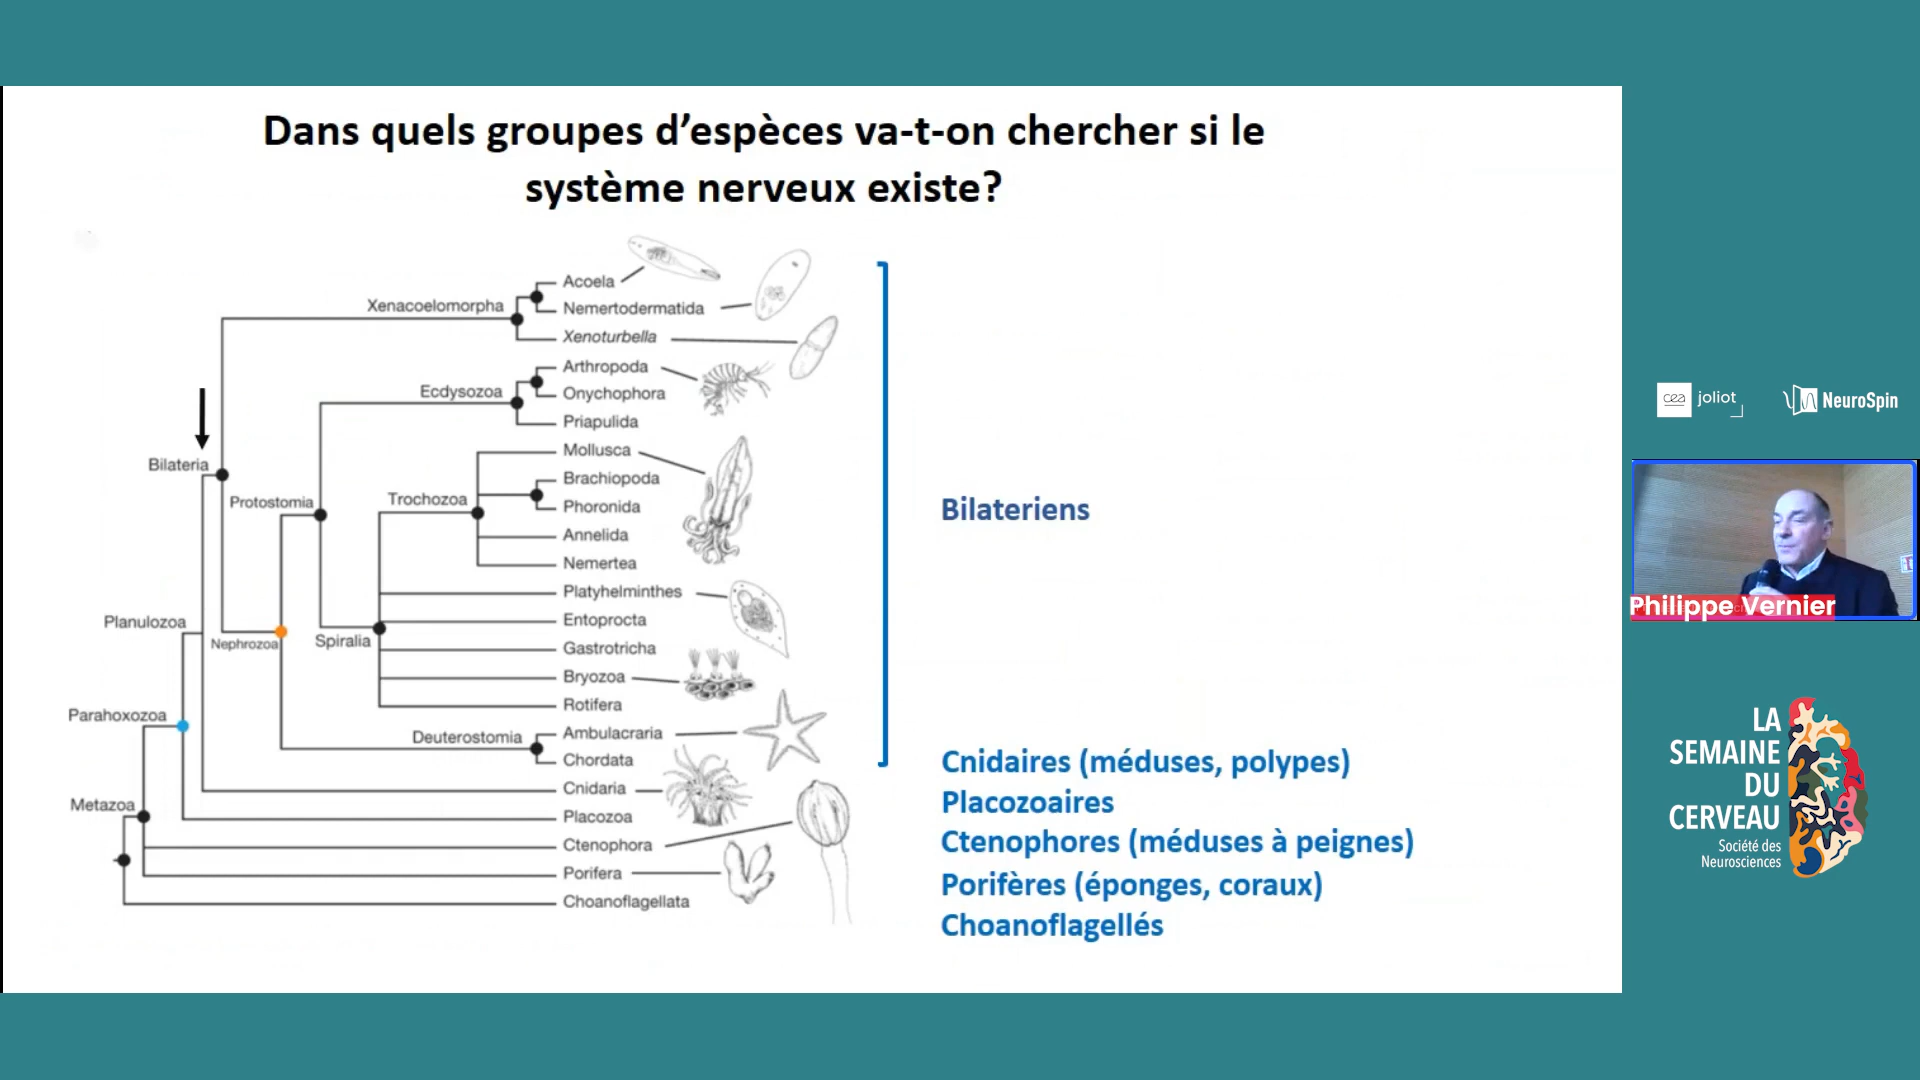 Dans quels groupes d’espèces va-t-on chercher si le
système nerveux existe?
Acoela
Xenacoelomorpha
Nemertodermatida
Xenoturbella
Arthropoda
Ecdysozoa
Onychophora
Priapulida
Mollusca
Bilateria
Brachiopoda
Protostomia
Trochozoa
Phoronida
Annelida
Nemertea
Platyhelminthes
Planulozoa
Entoprocta
Nephrozoa
Spiralia
Gastrotricha
Bryozoa
Rotifera
Parahoxozoa
Ambulacraria
Deuterostomia
Chordata
Cnidaria
Metazoa
Placozoa
Ctenophora
Porifera
Choanoflagellata
Bilateriens
Cnidaires (méduses, polypes)
Placozoaires
Ctenophores (méduses à peignes)
Porifères (éponges, coraux)
Choanoflagellés
cea joliot
NeuroSpin
Philippe Vernier
LA
SEMAINE
DU
CERVEAU
Société des
Neurosciences